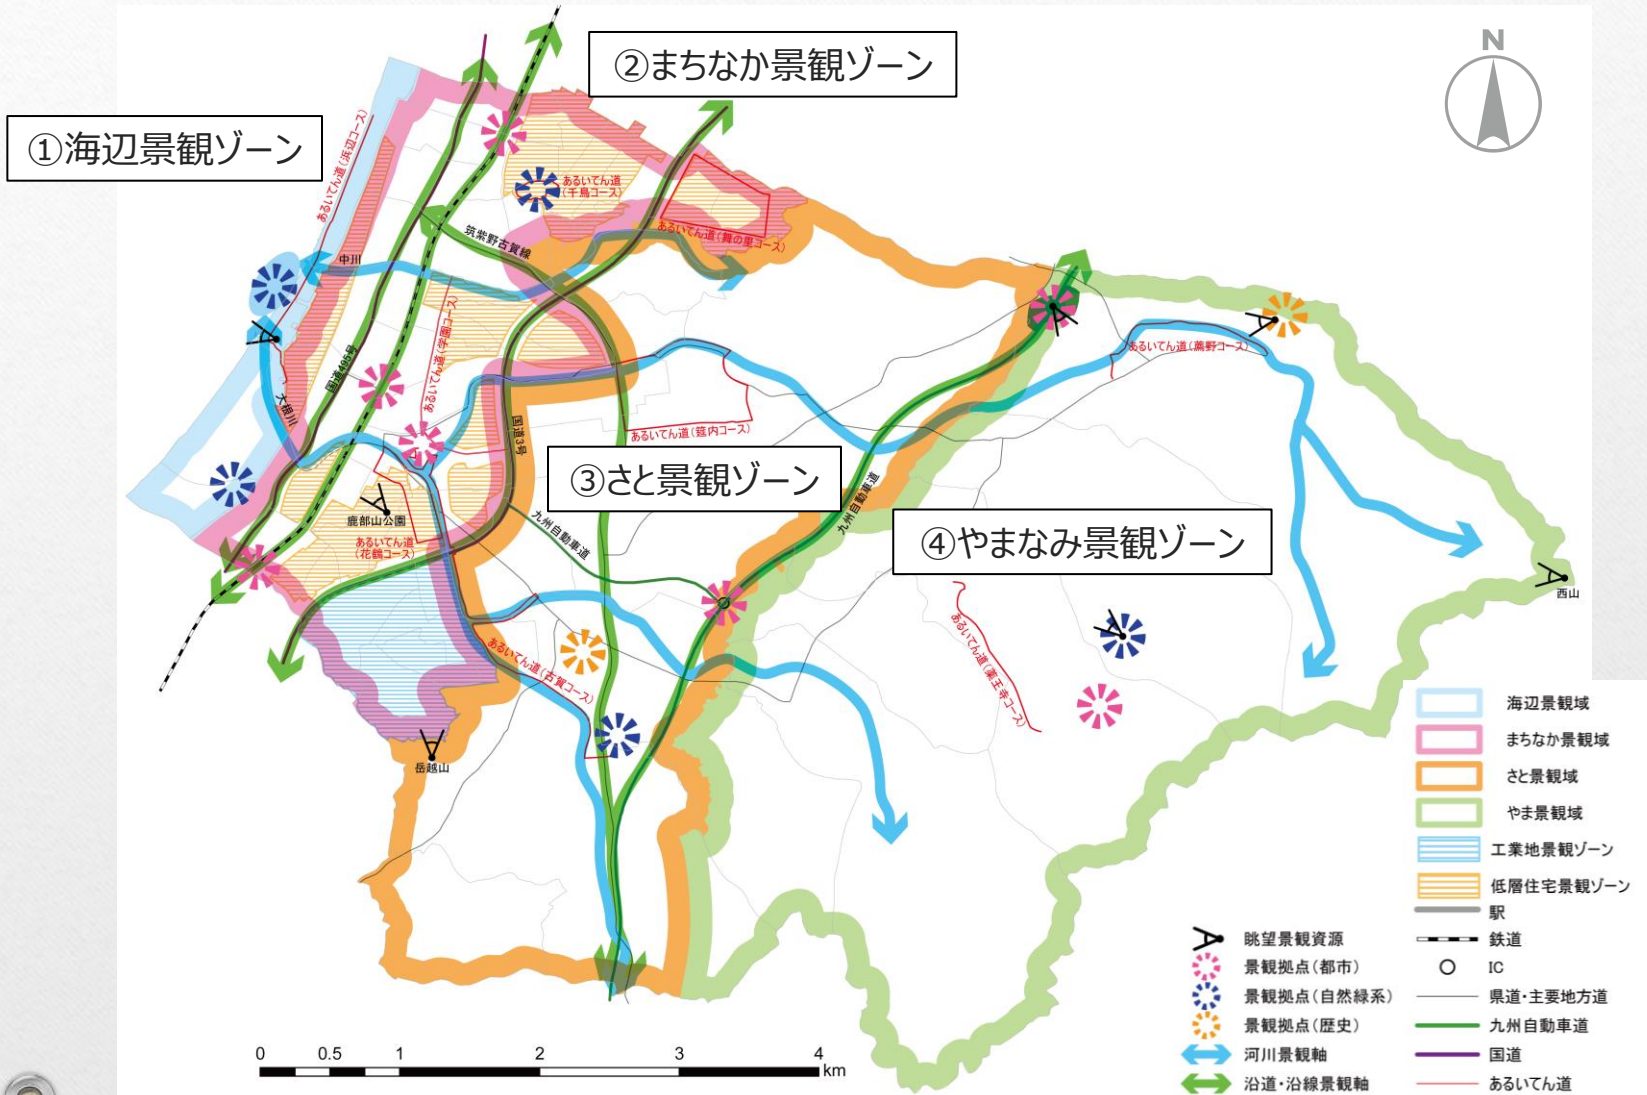 ②まちなか景観ゾーン
N
①海辺景観ゾーン
あるいてん道(浜辺コース)
あるいてん道
(千鳥コース)
あるいてん道(舞の里コース)
筑紫野古賀線
中川
あるいてん道(学園コース)
国道495号
大根川
あるいてん道(薦野コース)
国道3号
あるいてん道(筵内コース)
③さと景観ゾーン
九州自動車道
④やまなみ景観ゾーン
鹿部山公園
あるいてん道
(花鶴コース)
九州自動車道
西山
あるいてん道(薬王寺コース)
あるいてん道(古賀コース)
岳越山
海辺景観域
まちなか景観域
さと景観域
やま景観域
工業地景観ゾーン
低層住宅景観ゾーン
駅
鉄道
IC
県道・主要地方道
九州自動車道
国道
あるいてん道
眺望景観資源
景観拠点(都市)
景観拠点(自然緑系)
景観拠点(歴史)
河川景観軸
沿道・沿線景観軸
0 0.5 1 2 3 4
km